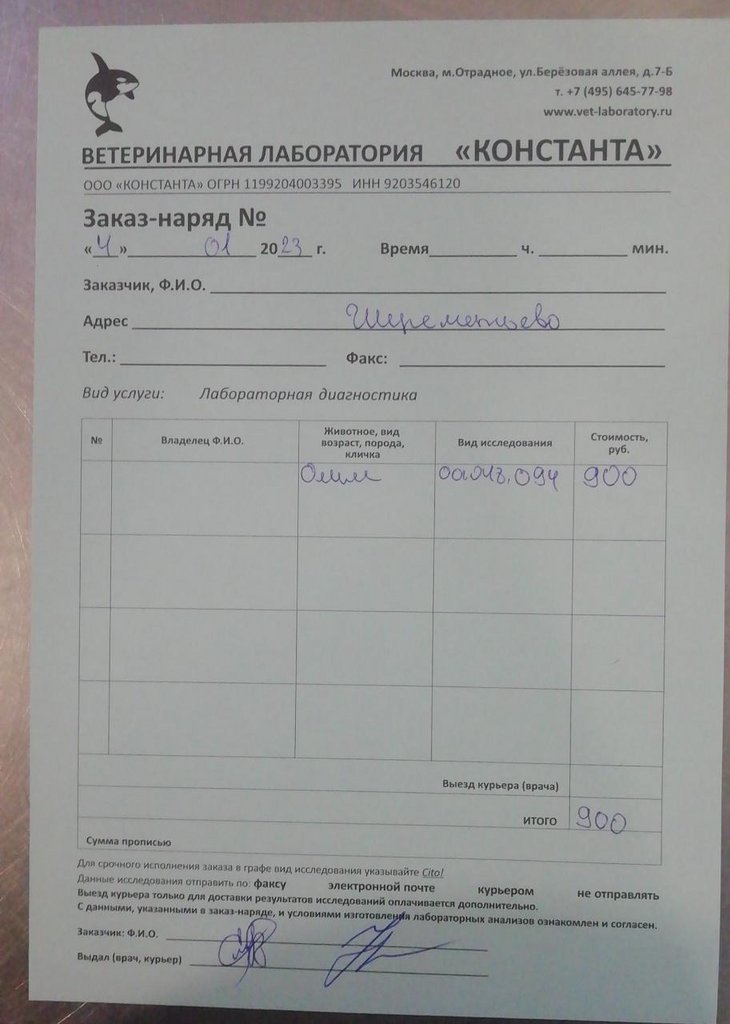 Москва, м.Отрадное, ул.Берёзовая аллея, д.7-Б
т. +7 (495) 645-77-98
www.vet-laboratory.ru
ВЕТЕРИНАРНАЯ ЛАБОРАТОРИЯ «КОНСТАНТА»
ООО «КОНСТАНТА» ОГРН 1199204003395 ИНН 9203546120
Заказ-наряд №
«4» 01 2023 г. Время ч. мин.
Заказчик, Ф.И.О.
Адрес Шереметьево
Тел.: Факс:
Вид услуги: Лабораторная диагностика
№ Владелец Ф.И.О. Животное, вид возраст, порода, кличка Вид исследования Стоимость, руб.
900
Выезд курьера (врача)
ИТОГО 900
Сумма прописью
Для срочного исполнения заказа в графе вид исследования указывайте Cito!
Данные исследования отправить по: факсу электронной почте курьером не отправлять
Выезд курьера только для доставки результатов исследований оплачивается дополнительно.
С данными, указанными в заказ-наряде, и условиями изготовления лабораторных анализов ознакомлен и согласен.
Заказчик: Ф.И.О.
Выдал (врач, курьер)